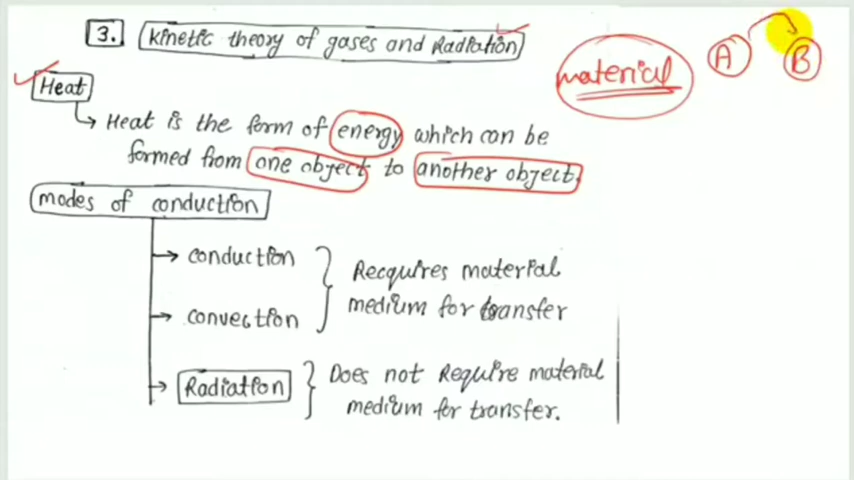 3. Kinetic theory of gases and Radiation
material A B
Heat
Heat is the form of energy which can be
formed from one object to another object.
modes of conduction
conduction
convection
Recquires material
medium for transfer
Radiation
Does not Require material
medium for transfer.